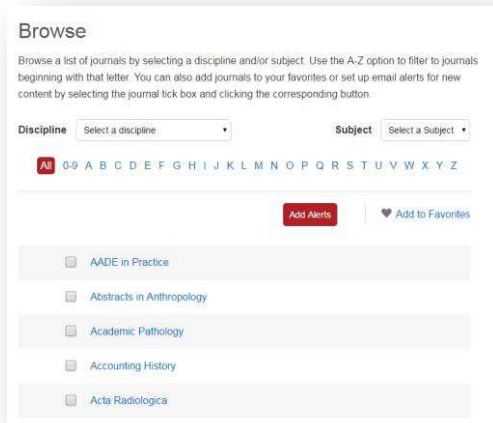 Browse
Browse a list of journals by selecting a discipline and/or subject. Use the A-Z option to filter to journals
beginning with that letter. You can also add journals to your favorites or set up email alerts for new
content by selecting the journal tick box and clicking the corresponding button.
Discipline Select a discipline Subject Select a Subject
All 0-9 A B C D E F G H I J K L M N O P Q R S T U V W X Y Z
Add Alerts Add to Favorites
AADE in Practice
Abstracts in Anthropology
Academic Pathology
Accounting History
Acta Radiologica